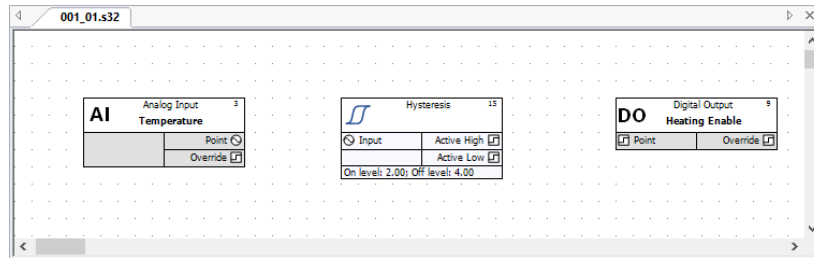 001_01.s32
AI
Analog Input 3
Temperature
Point
Override
Hysteresis 15
Input Active High
Active Low
On level: 2.00; Off level: 4.00
DO
Digital Output 9
Heating Enable
Point Override